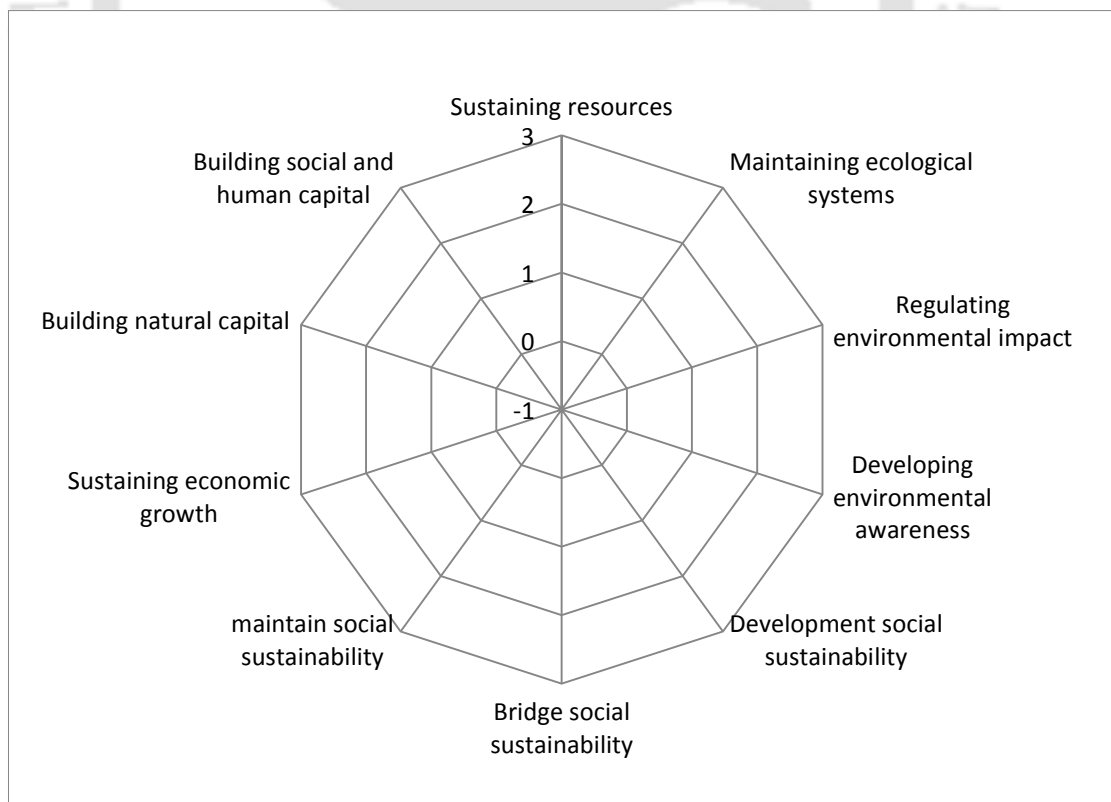 Sustaining resources
3
Building social and
human capital
Maintaining ecological
systems
2
1
Building natural capital
Regulating
environmental impact
0
-1
Sustaining economic
growth
Developing
environmental
awareness
maintain social
sustainability
Development social
sustainability
Bridge social
sustainability